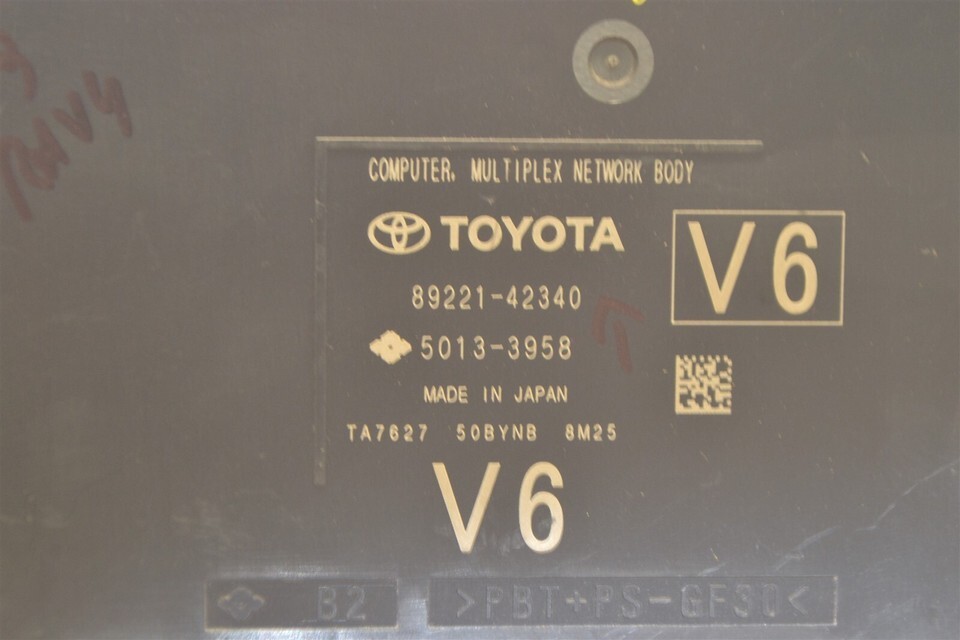 RAV4
COMPUTER, MULTIPLEX NETWORK BODY
TOYOTA
V6
89221-42340
5013-3958
MADE IN JAPAN
TA7627 50BYNB 8M25
V6
B2
>PBT+PS-GF30<